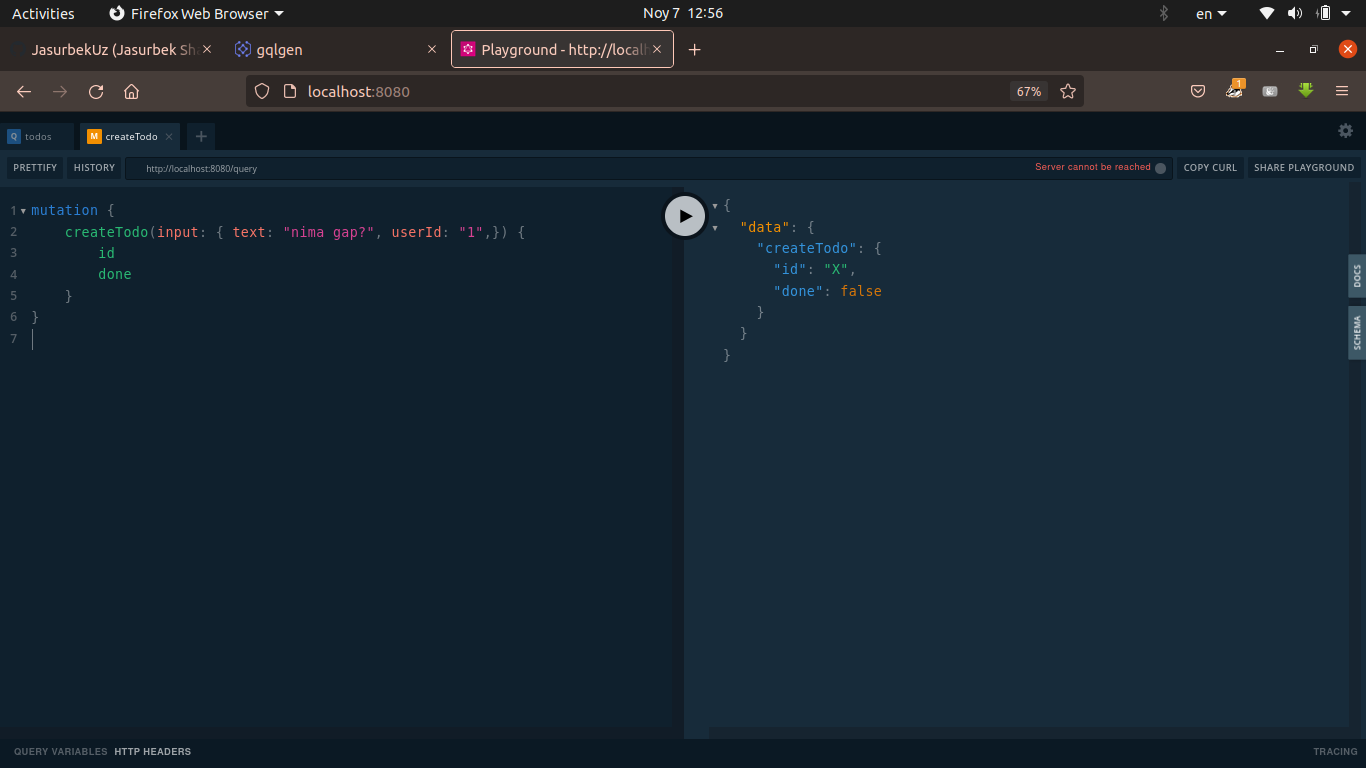 Activities
Firefox Web Browser
Noy 7 12:56
en
JasurbekUz (Jasurbek Sh
gqlgen
Playground - http://local
localhost:8080
67%
1
Q todos
M createTodo
PRETTIFY
HISTORY
http://localhost:8080/query
Server cannot be reached
COPY CURL
SHARE PLAYGROUND
1 mutation {
2 createTodo(input: { text: "nima gap?", userId: "1",}) {
3 id
4 done
5 }
6 }
7
{
"data": {
"createTodo": {
"id": "X",
"done": false
}
}
}
DOCS
SCHEMA
QUERY VARIABLES
HTTP HEADERS
TRACING